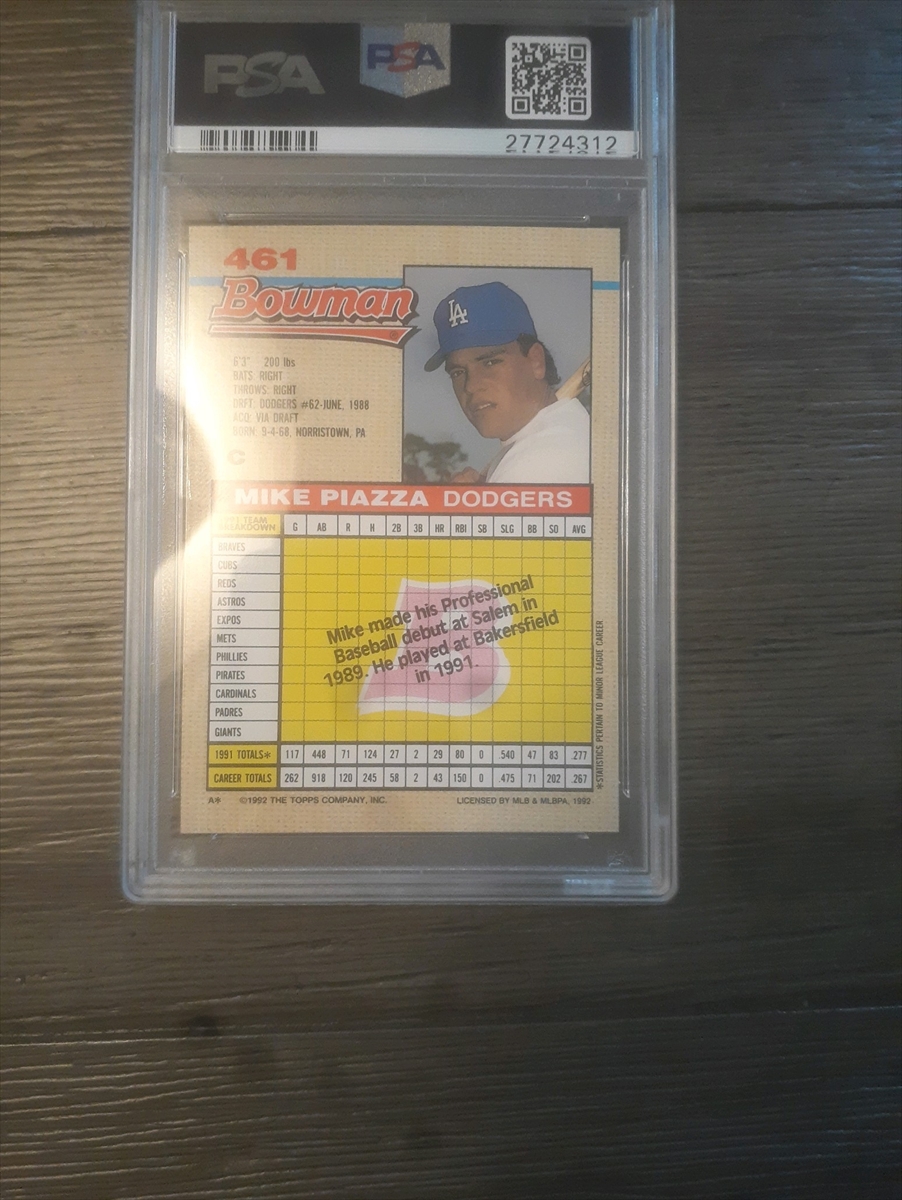 PSA
PSA
27724312
461
Bowman
LA
6'3" 200 lbs
BATS: RIGHT
THROWS: RIGHT
DRFT: DODGERS #62-JUNE, 1988
ACQ: VIA DRAFT
BORN: 9-4-68, NORRISTOWN, PA
C
MIKE PIAZZA DODGERS
1991 TEAM BREAKDOWN G AB R H 2B 3B HR RBI SB SLG BB SO AVG
BRAVES
CUBS
REDS
ASTROS
EXPOS
METS
PHILLIES
PIRATES
CARDINALS
PADRES
GIANTS
Mike made his Professional
Baseball debut at Salem in
1989. He played at Bakersfield
in 1991.
1991 TOTALS* 117 448 71 124 27 2 29 80 0 .540 47 83 .277
CAREER TOTALS 262 918 120 245 58 2 43 150 0 .475 71 202 .267
*STATISTICS PERTAIN TO MINOR LEAGUE CAREER
A* ©1992 THE TOPPS COMPANY, INC. LICENSED BY MLB & MLBPA, 1992